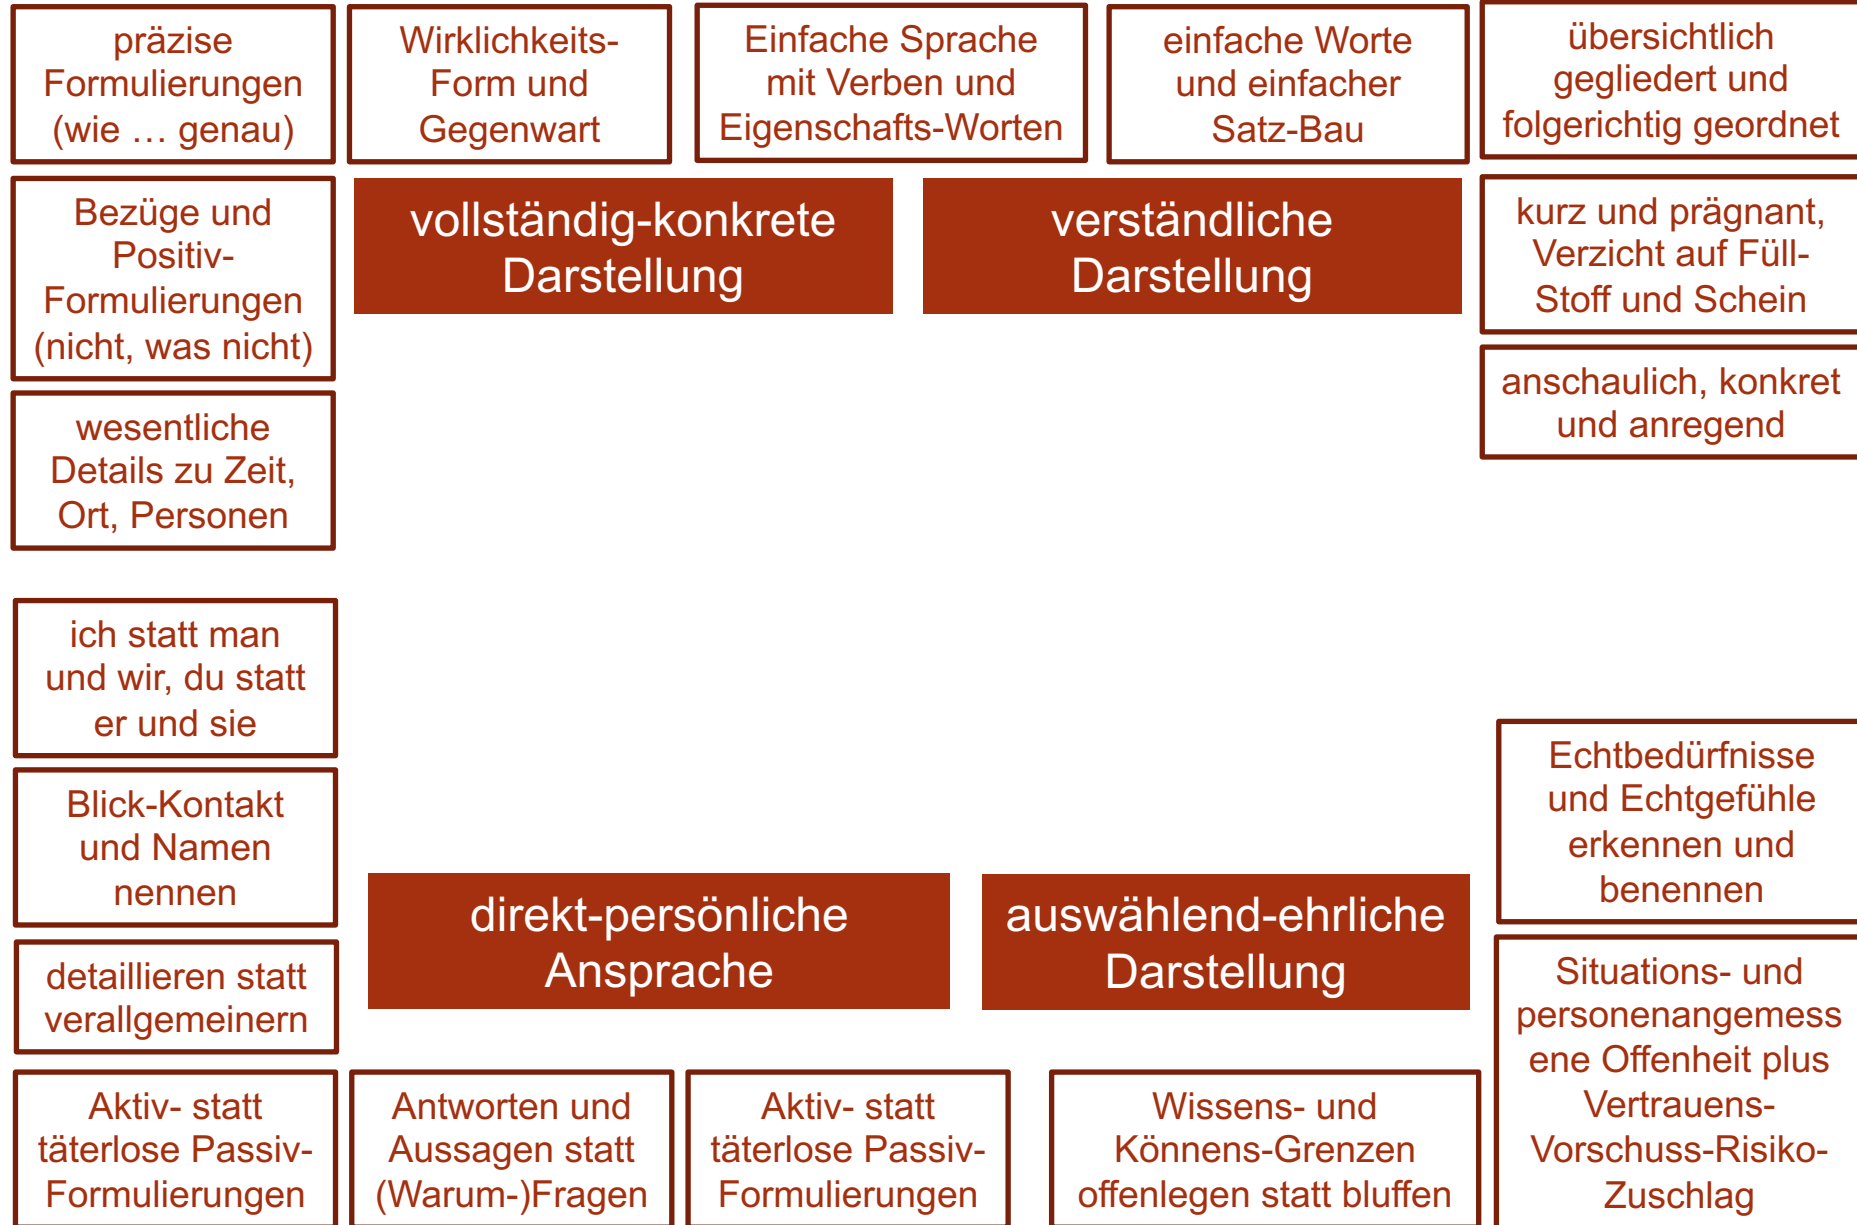 präzise
Formulierungen
(wie … genau)
Wirklichkeits-
Form und
Gegenwart
Einfache Sprache
mit Verben und
Eigenschafts-Worten
einfache Worte
und einfacher
Satz-Bau
übersichtlich
gegliedert und
folgerichtig geordnet
Bezüge und
Positiv-
Formulierungen
(nicht, was nicht)
vollständig-konkrete
Darstellung
verständliche
Darstellung
kurz und prägnant,
Verzicht auf Füll-
Stoff und Schein
anschaulich, konkret
und anregend
wesentliche
Details zu Zeit,
Ort, Personen
ich statt man
und wir, du statt
er und sie
Echtbedürfnisse
und Echtgefühle
erkennen und
benennen
Blick-Kontakt
und Namen
nennen
direkt-persönliche
Ansprache
auswählend-ehrliche
Darstellung
detaillieren statt
verallgemeinern
Situations- und
personenangemess
ene Offenheit plus
Vertrauens-
Vorschuss-Risiko-
Zuschlag
Aktiv- statt
täterlose Passiv-
Formulierungen
Antworten und
Aussagen statt
(Warum-)Fragen
Aktiv- statt
täterlose Passiv-
Formulierungen
Wissens- und
Könnens-Grenzen
offenlegen statt bluffen